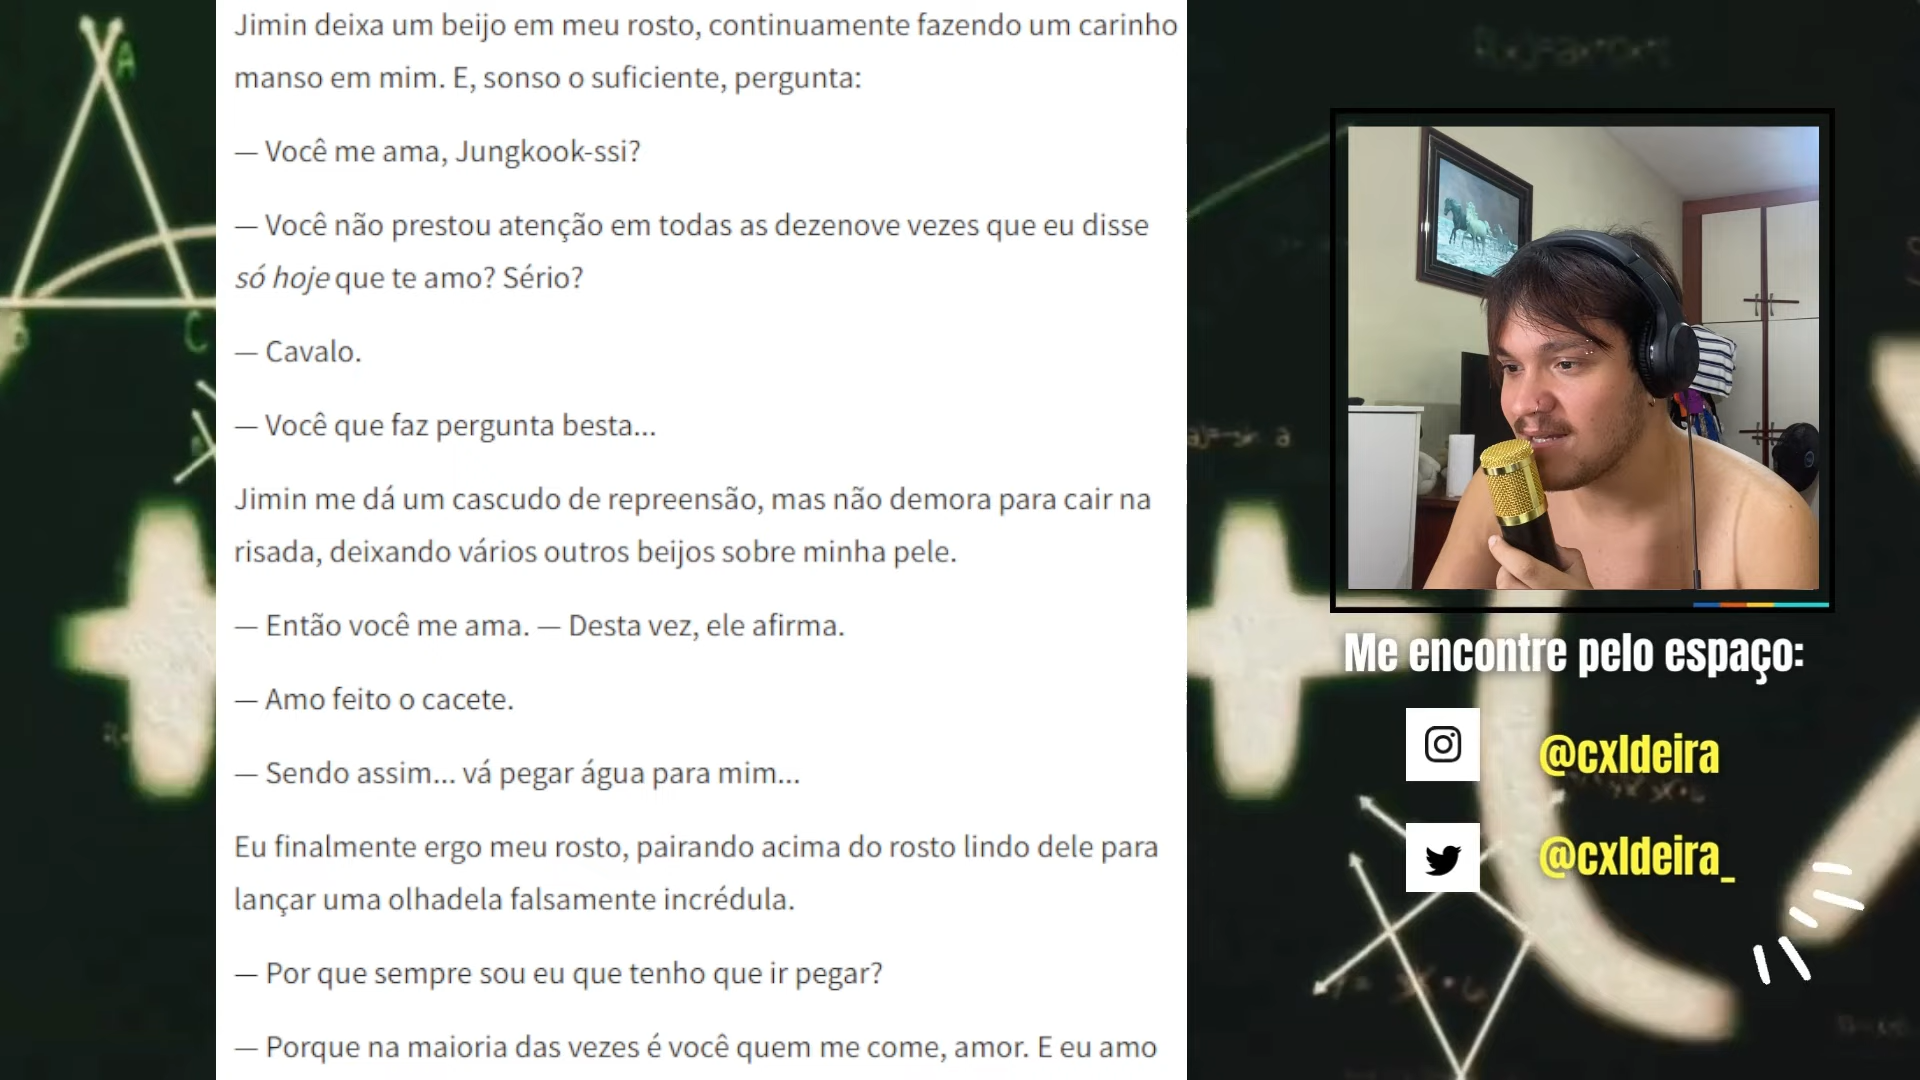 Jimin deixa um beijo em meu rosto, continuamente fazendo um carinho
manso em mim. E, sonso o suficiente, pergunta:
— Você me ama, Jungkook-ssi?
— Você não prestou atenção em todas as dezenove vezes que eu disse
só hoje que te amo? Sério?
— Cavalo.
— Você que faz pergunta besta...
Jimin me dá um cascudo de repreensão, mas não demora para cair na
risada, deixando vários outros beijos sobre minha pele.
— Então você me ama. — Desta vez, ele afirma.
— Amo feito o cacete.
— Sendo assim... vá pegar água para mim...
Eu finalmente ergo meu rosto, pairando acima do rosto lindo dele para
lançar uma olhadela falsamente incrédula.
— Por que sempre sou eu que tenho que ir pegar?
— Porque na maioria das vezes é você quem me come, amor. E eu amo
Me encontre pelo espaço:
@cxldeira
@cxldeira_
A
C